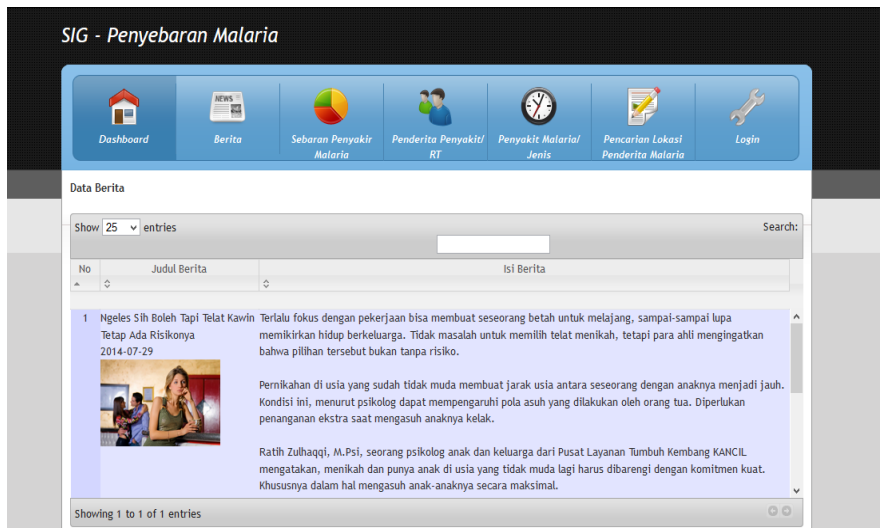 SIG - Penyebaran Malaria
NEWS
Dashboard
Berita
Sebaran Penyakir
Malaria
Penderita Penyakit/
RT
Penyakit Malaria/
Jenis
Pencarian Lokasi
Penderita Malaria
Login
Data Berita
Show 25 entries
Search:
No
Judul Berita
Isi Berita
1
Ngeles Sih Boleh Tapi Telat Kawin
Tetap Ada Risikonya
2014-07-29
Terlalu fokus dengan pekerjaan bisa membuat seseorang betah untuk melajang, sampai-sampai lupa
memikirkan hidup berkeluarga. Tidak masalah untuk memilih telat menikah, tetapi para ahli mengingatkan
bahwa pilihan tersebut bukan tanpa risiko.
Pernikahan di usia yang sudah tidak muda membuat jarak usia antara seseorang dengan anaknya menjadi jauh.
Kondisi ini, menurut psikolog dapat mempengaruhi pola asuh yang dilakukan oleh orang tua. Diperlukan
penanganan ekstra saat mengasuh anaknya kelak.
Ratih Zulhaqqi, M.Psi, seorang psikolog anak dan keluarga dari Pusat Layanan Tumbuh Kembang KANCIL
mengatakan, menikah dan punya anak di usia yang tidak muda lagi harus dibarengi dengan komitmen kuat.
Khususnya dalam hal mengasuh anak-anaknya secara maksimal.
Showing 1 to 1 of 1 entries